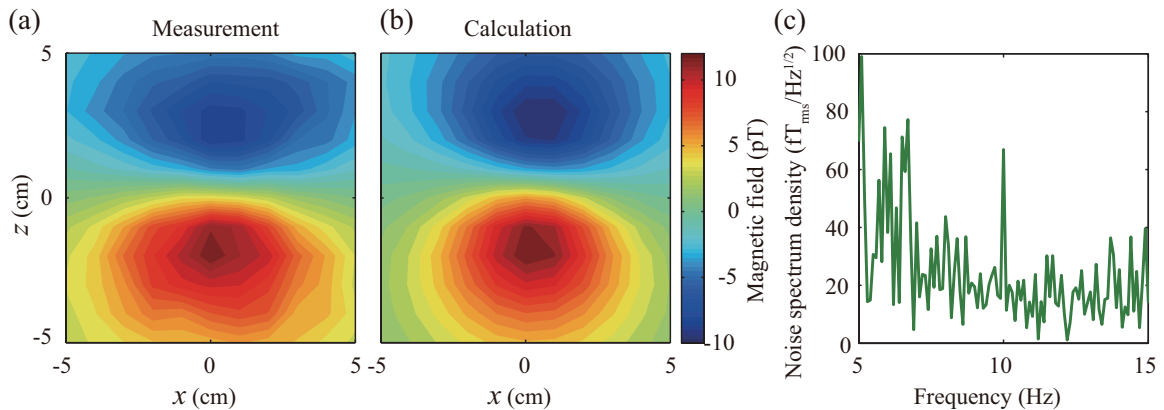 (a) Measurement
5
0
-5
-5 0 5
z (cm)
x (cm)
(b) Calculation
-5 0 5
x (cm)
10
5
0
-5
-10
Magnetic field (pT)
(c)
100
80
60
40
20
0
5 10 15
Noise spectrum density (fTrms/Hz1/2)
Frequency (Hz)